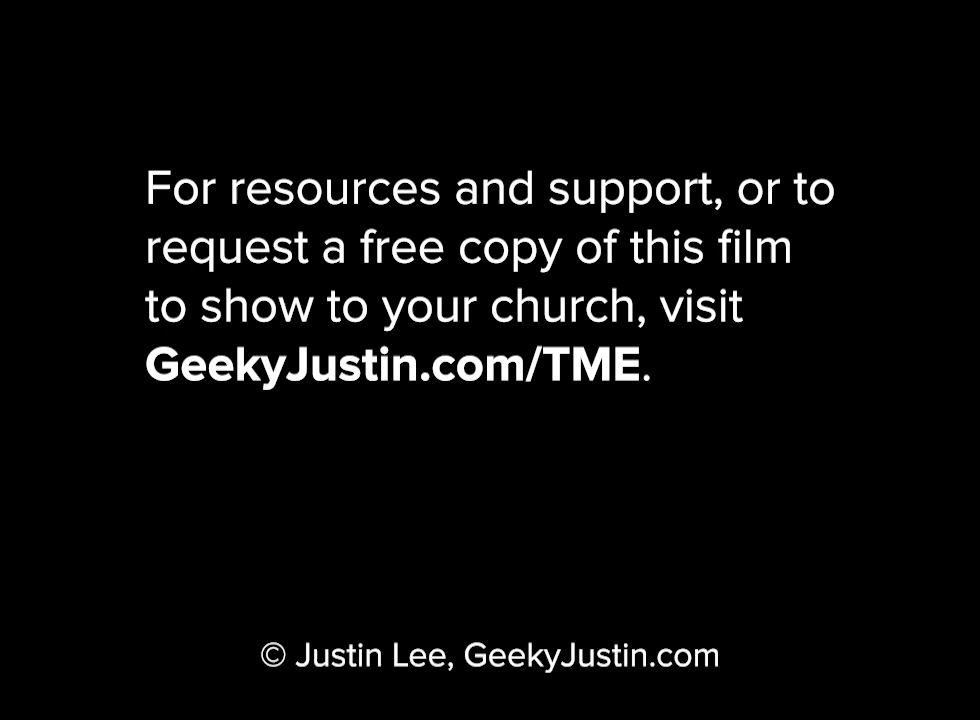 For resources and support, or to
request a free copy of this film
to show to your church, visit
GeekyJustin.com/TME.
© Justin Lee, GeekyJustin.com